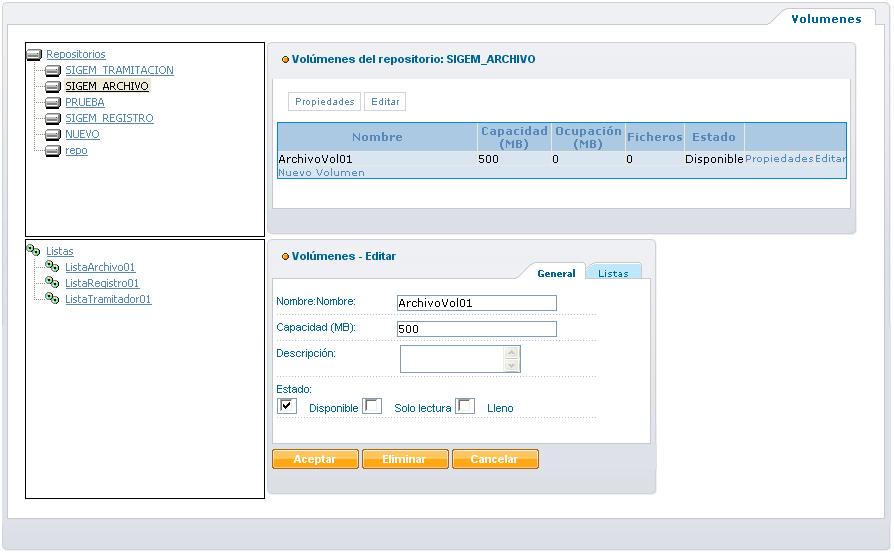 Volumenes
Repositorios
SIGEM_TRAMITACION
SIGEM_ARCHIVO
PRUEBA
SIGEM_REGISTRO
NUEVO
repo
Volúmenes del repositorio: SIGEM_ARCHIVO
Propiedades Editar
Nombre Capacidad (MB) Ocupación (MB) Ficheros Estado
ArchivoVol01 500 0 0 Disponible Propiedades Editar
Nuevo Volumen
Listas
ListaArchivo01
ListaRegistro01
ListaTramitador01
Volúmenes - Editar
General Listas
Nombre:Nombre: ArchivoVol01
Capacidad (MB): 500
Descripción:
Estado:
Disponible Solo lectura Lleno
Aceptar Eliminar Cancelar